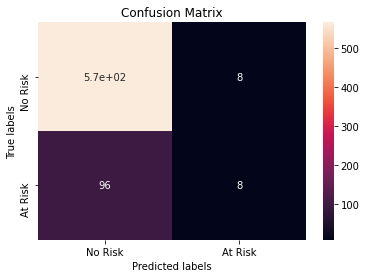 Confusion Matrix
True labels
No Risk
At Risk
5.7e+02
8
96
8
No Risk
At Risk
Predicted labels
500
400
300
200
100